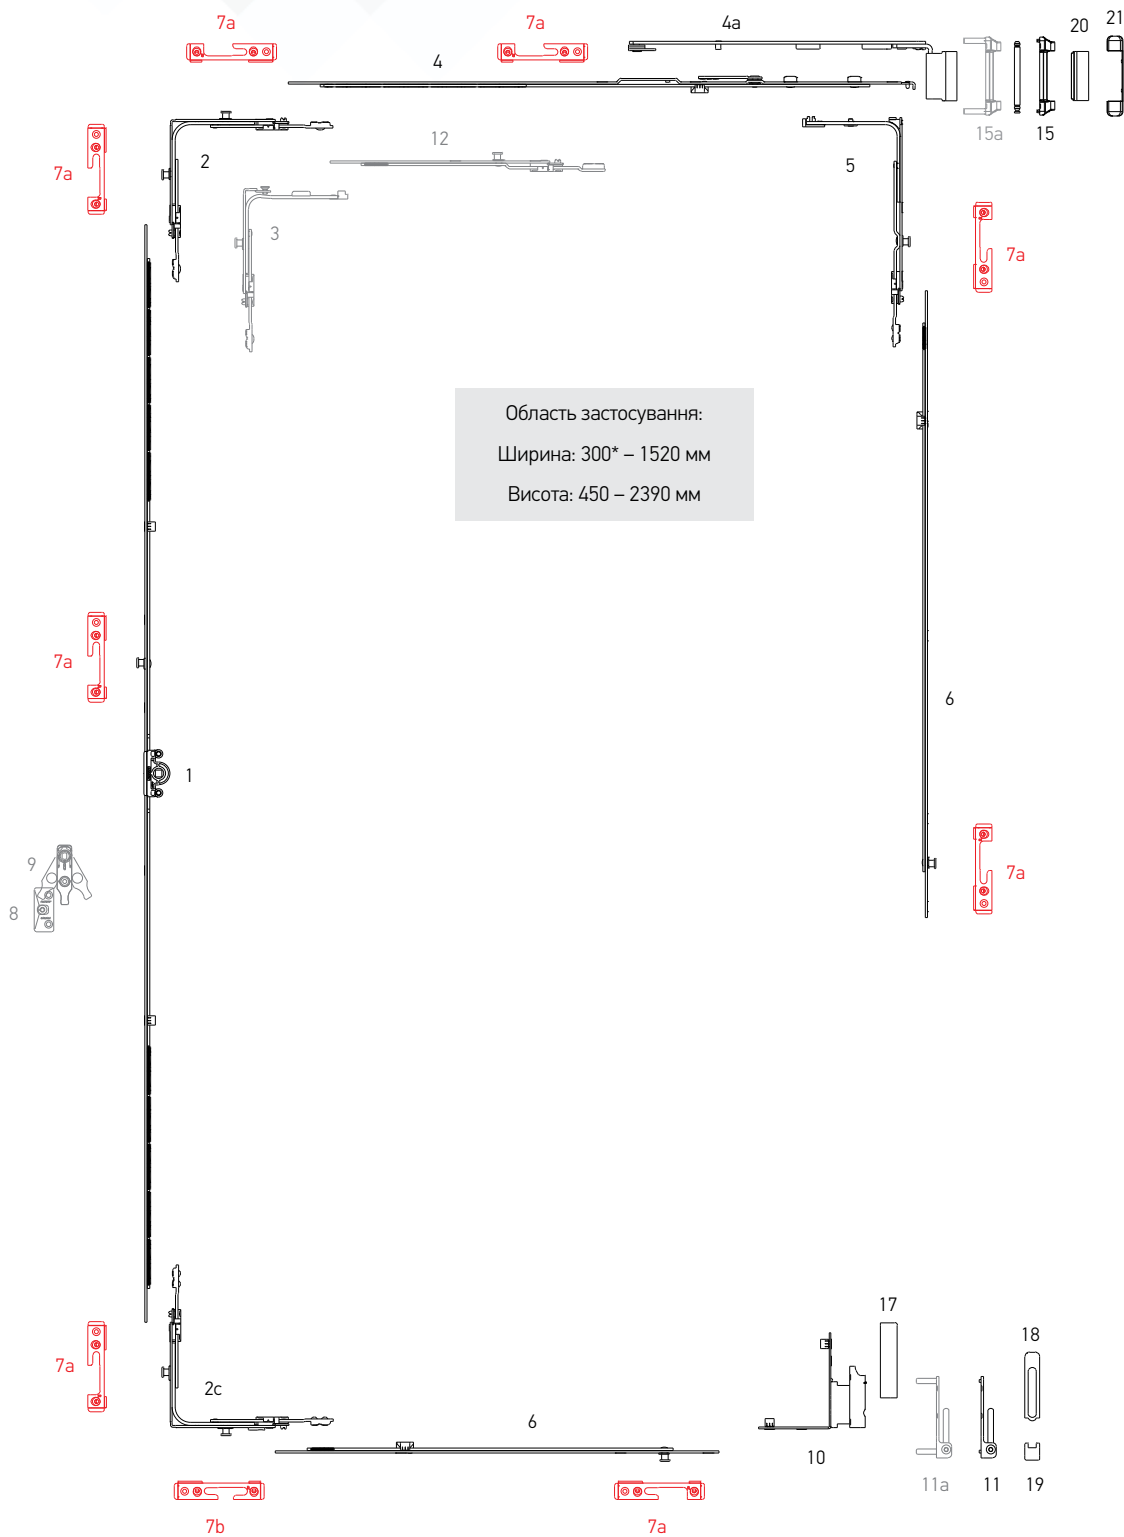 7a
7a
4a
20
21
4
15a
15
12
2
5
7a
3
7a
Область застосування:
Ширина: 300* – 1520 мм
Висота: 450 – 2390 мм
7a
6
1
9
7a
8
17
18
7a
2c
6
10
11a
11
19
7b
7a